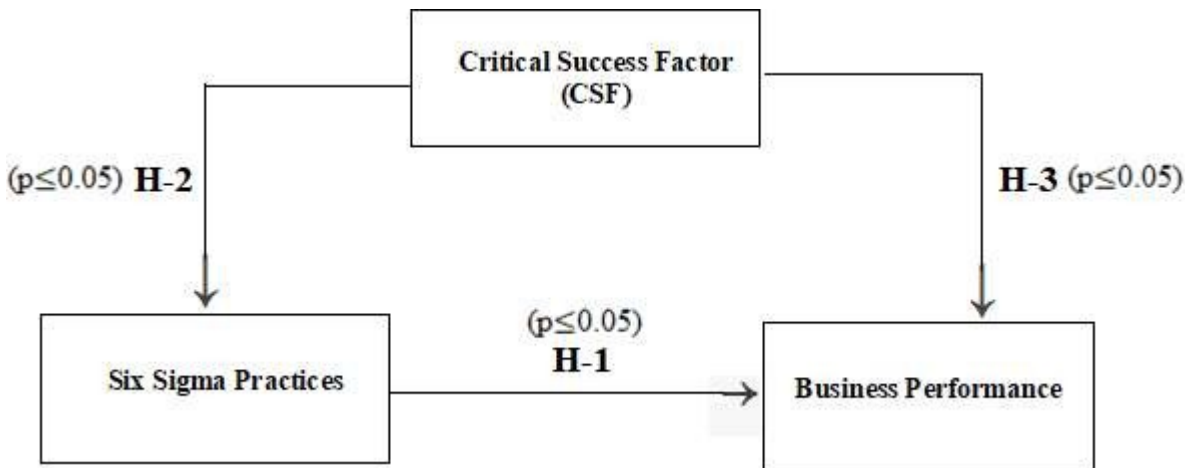 Critical Success Factor
(CSF)
(p≤0.05) H-2
H-3 (p≤0.05)
(p≤0.05)
H-1
Six Sigma Practices
Business Performance